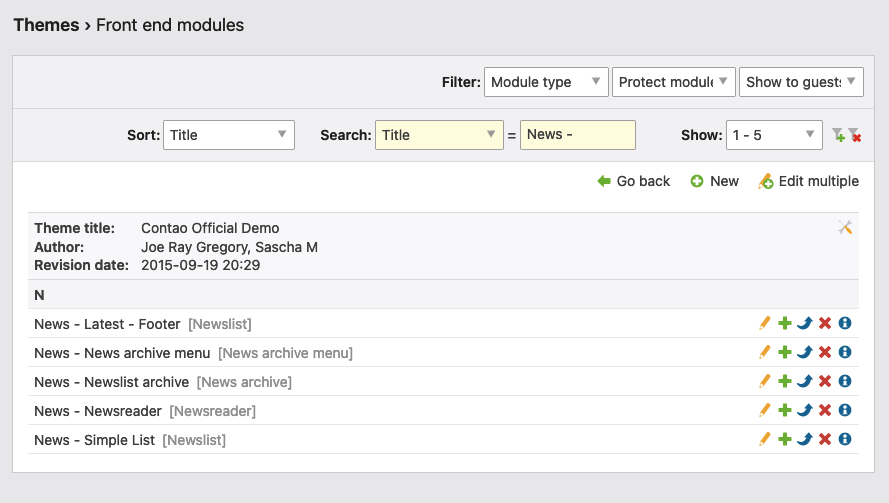 Themes › Front end modules
Filter: Module type Protect modul Show to guest
Sort: Title Search: Title = News - Show: 1 - 5
Go back New Edit multiple
Theme title: Contao Official Demo
Author: Joe Ray Gregory, Sascha M
Revision date: 2015-09-19 20:29
N
News - Latest - Footer [Newslist]
News - News archive menu [News archive menu]
News - Newslist archive [News archive]
News - Newsreader [Newsreader]
News - Simple List [Newslist]